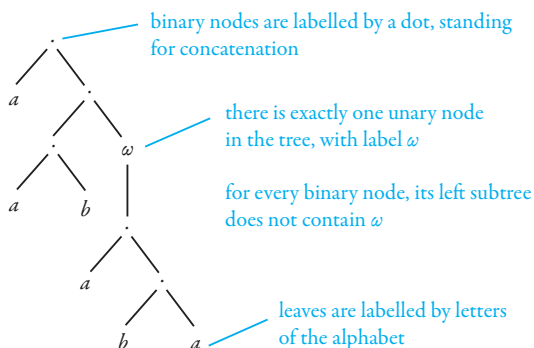 binary nodes are labelled by a dot, standing
for concatenation
a
there is exactly one unary node
in the tree, with label ω
ω
a
b
for every binary node, its left subtree
does not contain ω
a
leaves are labelled by letters
of the alphabet
b
a